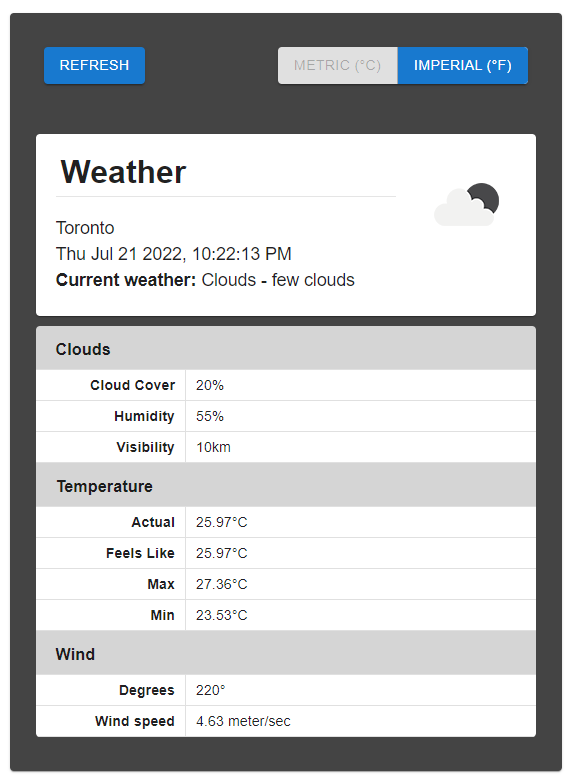 REFRESH METRIC (°C) IMPERIAL (°F)
Weather
Toronto
Thu Jul 21 2022, 10:22:13 PM
Current weather: Clouds - few clouds
Clouds
Cloud Cover 20%
Humidity 55%
Visibility 10km
Temperature
Actual 25.97°C
Feels Like 25.97°C
Max 27.36°C
Min 23.53°C
Wind
Degrees 220°
Wind speed 4.63 meter/sec